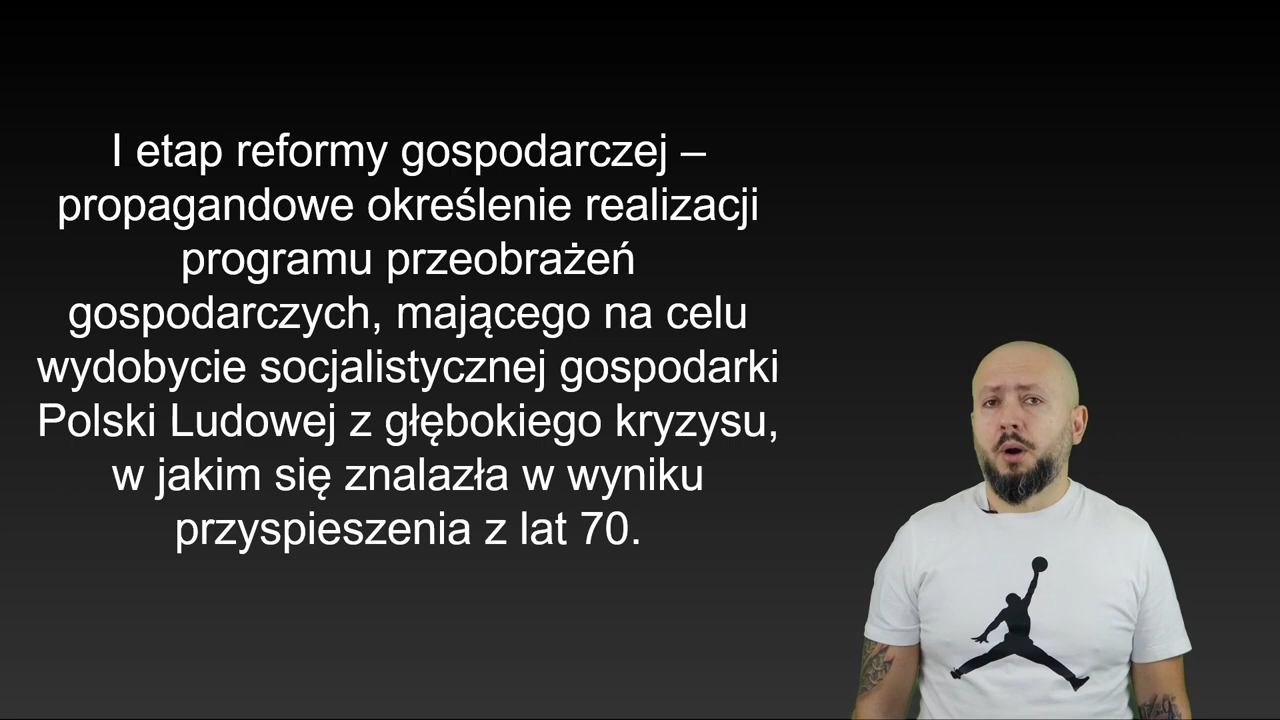 I etap reformy gospodarczej –
propagandowe określenie realizacji
programu przeobrażeń
gospodarczych, mającego na celu
wydobycie socjalistycznej gospodarki
Polski Ludowej z głębokiego kryzysu,
w jakim się znalazła w wyniku
przyspieszenia z lat 70.